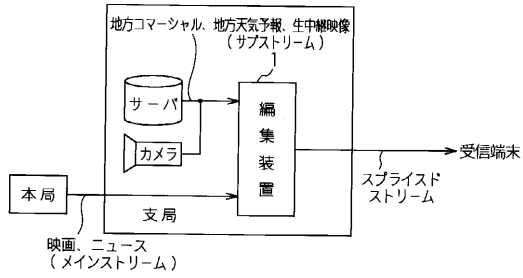 地方コマーシャル、地方天気予報、生中継映像
(サブストリーム)
1
サーバ
カメラ
編集装置
受信端末
スプライスド
ストリーム
本局
支局
映画、ニュース
(メインストリーム)